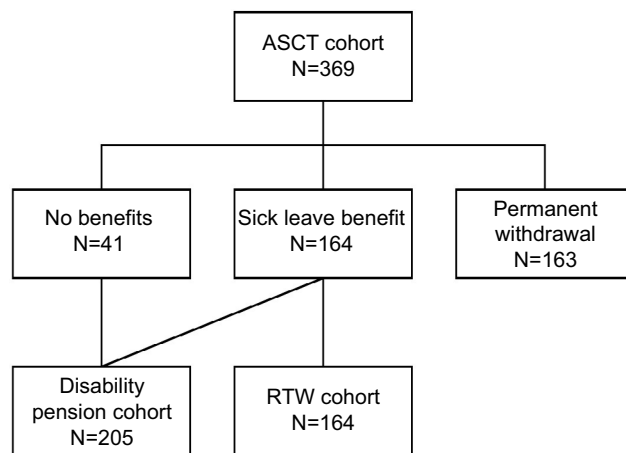 ASCT cohort
N=369
No benefits
N=41
Sick leave benefit
N=164
Permanent
withdrawal
N=163
Disability
pension cohort
N=205
RTW cohort
N=164